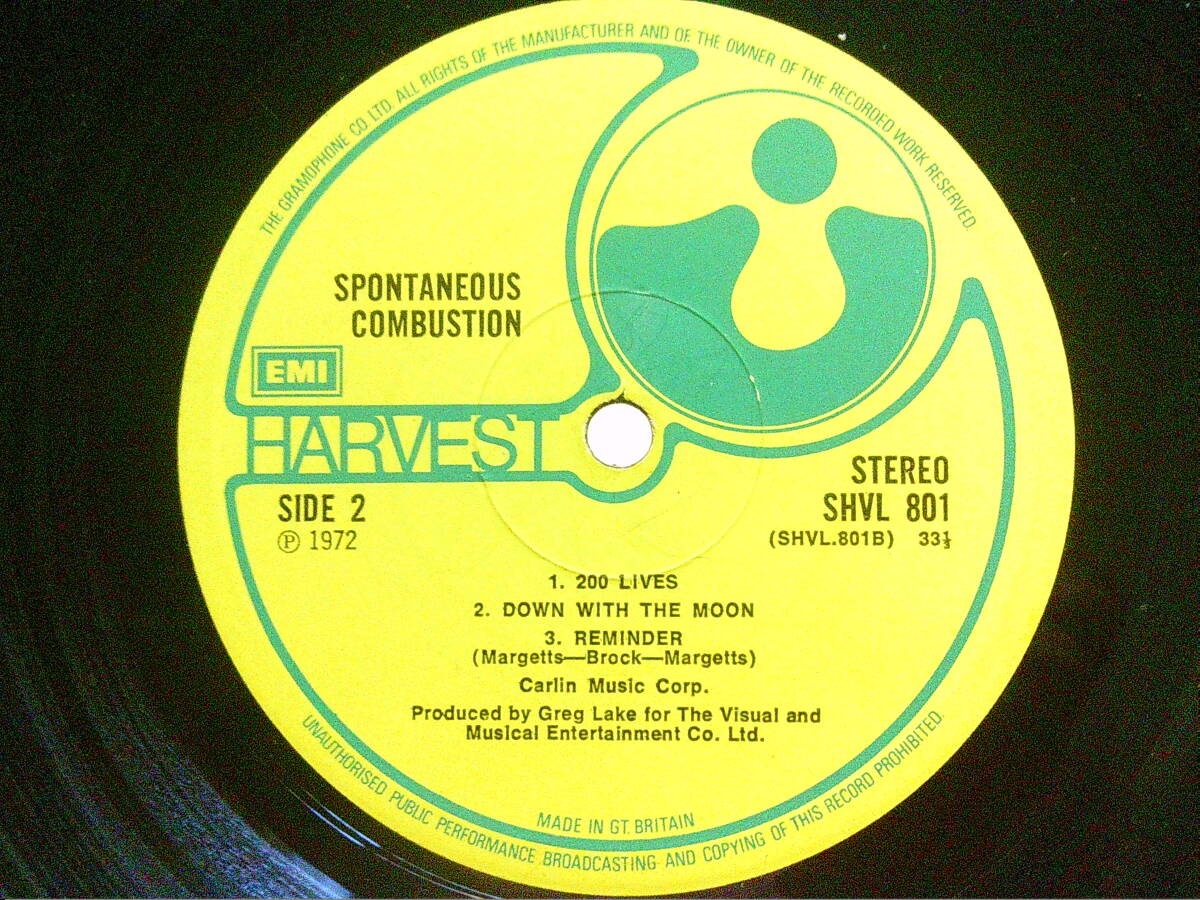 THE GRAMOPHONE CO. LTD. ALL RIGHTS OF THE MANUFACTURER AND OF THE OWNER OF THE RECORDED WORK RESERVED.
SPONTANEOUS
COMBUSTION
EMI
HARVEST
STEREO
SIDE 2
SHVL 801
Ⓟ 1972
(SHVL.801B) 33⅓
1. 200 LIVES
2. DOWN WITH THE MOON
3. REMINDER
(Margetts—Brock—Margetts)
Carlin Music Corp.
Produced by Greg Lake for The Visual and
Musical Entertainment Co. Ltd.
MADE IN GT. BRITAIN
UNAUTHORISED PUBLIC PERFORMANCE BROADCASTING AND COPYING OF THIS RECORD PROHIBITED.